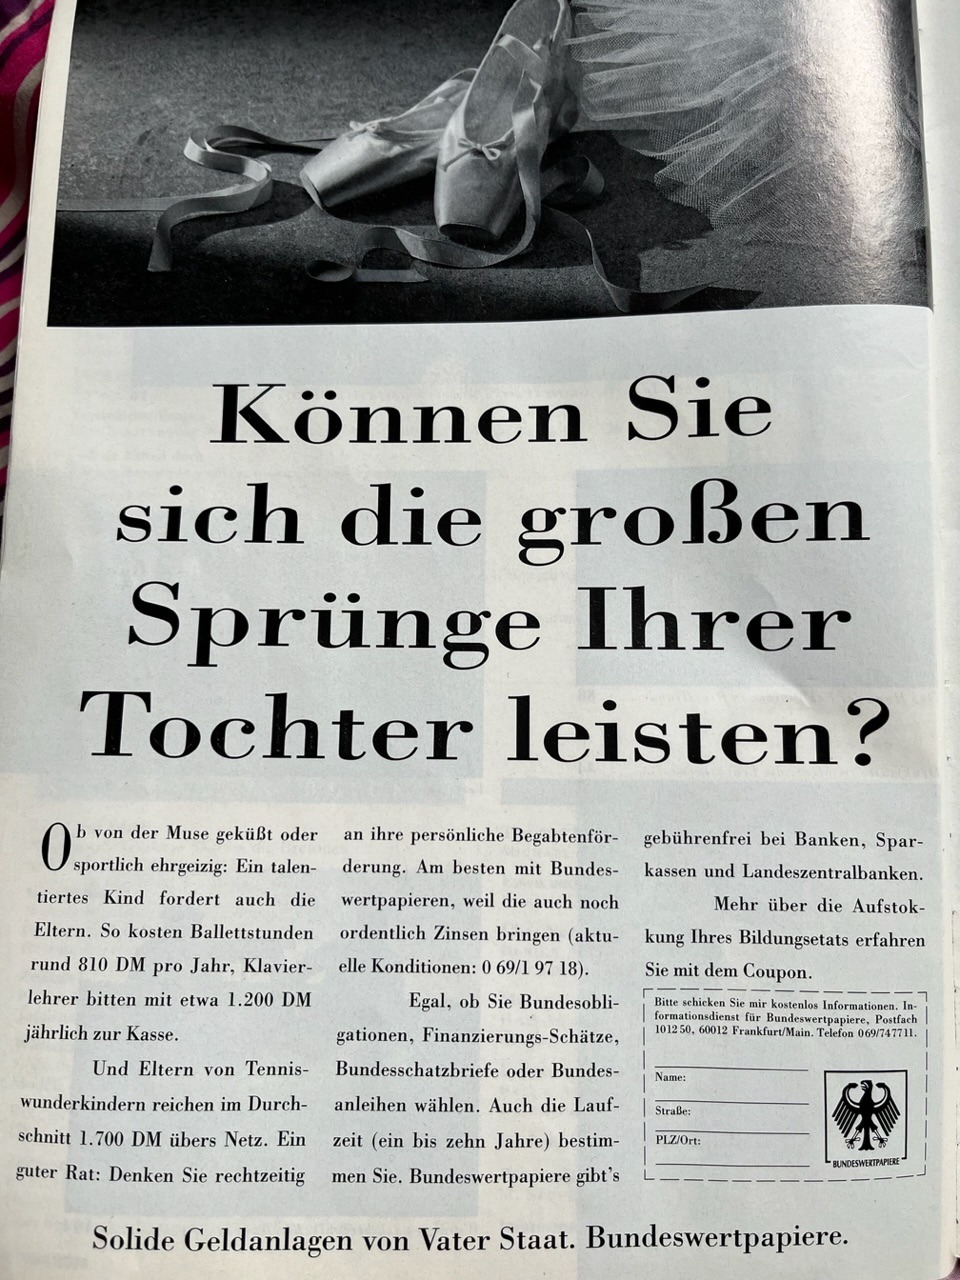 Können Sie
sich die großen
Sprünge Ihrer
Tochter leisten?
Ob von der Muse geküßt oder
sportlich ehrgeizig: Ein talen-
tiertes Kind fordert auch die
Eltern. So kosten Ballettstunden
rund 810 DM pro Jahr, Klavier-
lehrer bitten mit etwa 1.200 DM
jährlich zur Kasse.
Und Eltern von Tennis-
wunderkindern reichen im Durch-
schnitt 1.700 DM übers Netz. Ein
guter Rat: Denken Sie rechtzeitig
an ihre persönliche Begabtenför-
derung. Am besten mit Bundes-
wertpapieren, weil die auch noch
ordentlich Zinsen bringen (aktu-
elle Konditionen: 0 69/1 97 18).
Egal, ob Sie Bundesobli-
gationen, Finanzierungs-Schätze,
Bundesschatzbriefe oder Bundes-
anleihen wählen. Auch die Lauf-
zeit (ein bis zehn Jahre) bestim-
men Sie. Bundeswertpapiere gibt's
gebührenfrei bei Banken, Spar-
kassen und Landeszentralbanken.
Mehr über die Aufstok-
kung Ihres Bildungsetats erfahren
Sie mit dem Coupon.
Bitte schicken Sie mir kostenlos Informationen. In-
formationsdienst für Bundeswertpapiere, Postfach
10 12 50, 60012 Frankfurt/Main. Telefon 0 69/74 77 11.
Name:
Straße:
PLZ/Ort:
BUNDESWERTPAPIERE
Solide Geldanlagen von Vater Staat. Bundeswertpapiere.